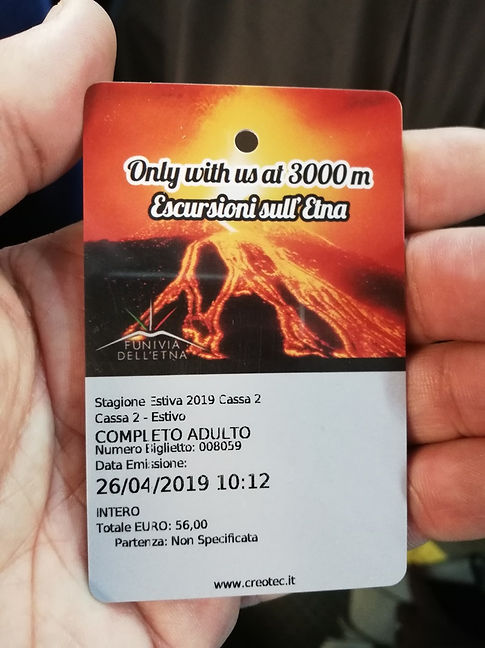 Only with us at 3000 m
Escursioni sull'Etna
FUNIVIA
DELL'ETNA
Stagione Estiva 2019 Cassa 2
Cassa 2 - Estivo
COMPLETO ADULTO
Numero Biglietto: 008059
Data Emissione:
26/04/2019 10:12
INTERO
Totale EURO: 56,00
Partenza: Non Specificata
www.creotec.it